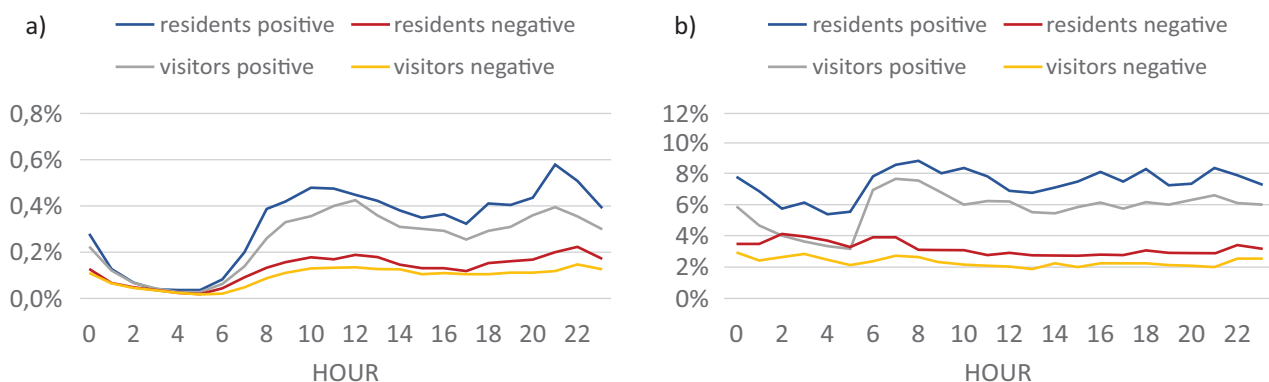 a)
residents positive
residents negative
visitors positive
visitors negative
0,8%
0,6%
0,4%
0,2%
0,0%
0 2 4 6 8 10 12 14 16 18 20 22
HOUR
b)
residents positive
residents negative
visitors positive
visitors negative
12%
10%
8%
6%
4%
2%
0%
0 2 4 6 8 10 12 14 16 18 20 22
HOUR